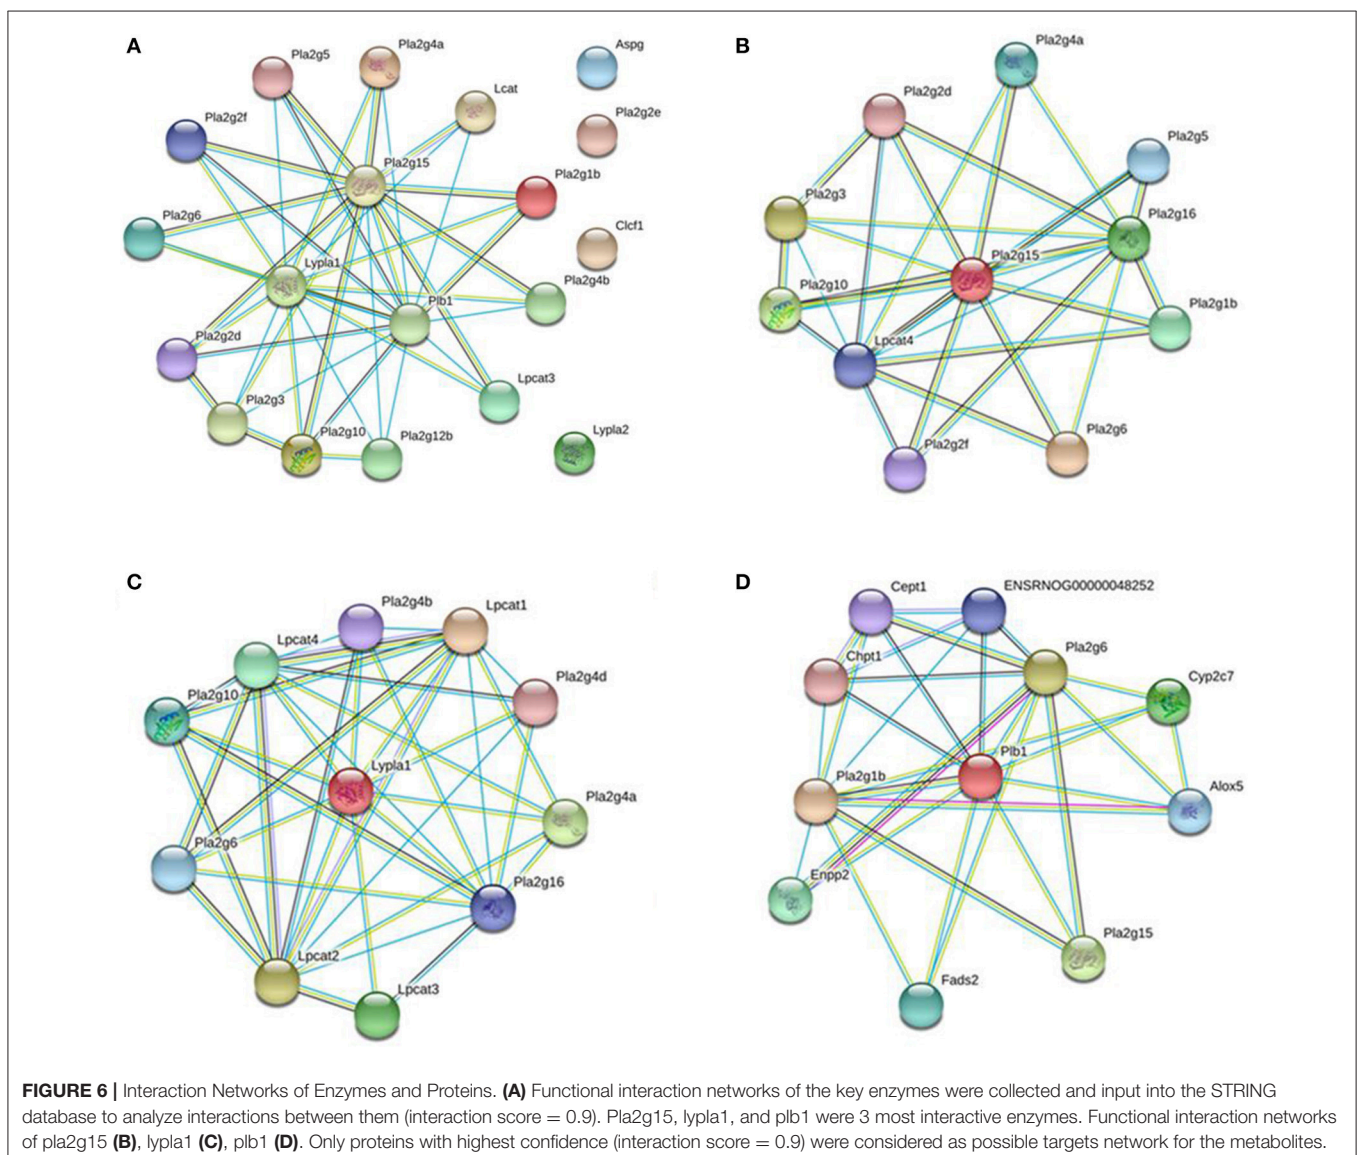 A
Pla2g5
Pla2g4a
Aspg
Lcat
Pla2g2e
Pla2g2f
Pla2g15
Pla2g1b
Pla2g6
Clcf1
Lypla1
Pla2g4b
Plb1
Pla2g2d
Lpcat3
Pla2g3
Pla2g10
Pla2g12b
Lypla2
B
Pla2g4a
Pla2g2d
Pla2g5
Pla2g3
Pla2g16
Pla2g15
Pla2g10
Pla2g1b
Lpcat4
Pla2g2f
Pla2g6
C
Pla2g4b
Lpcat1
Lpcat4
Pla2g4d
Pla2g10
Lypla1
Pla2g4a
Pla2g6
Pla2g16
Lpcat2
Lpcat3
D
Cept1
ENSRNOG00000048252
Chpt1
Pla2g6
Cyp2c7
Plb1
Pla2g1b
Alox5
Enpp2
Pla2g15
Fads2
FIGURE 6 | Interaction Networks of Enzymes and Proteins. (A) Functional interaction networks of the key enzymes were collected and input into the STRING
database to analyze interactions between them (interaction score = 0.9). Pla2g15, lypla1, and plb1 were 3 most interactive enzymes. Functional interaction networks
of pla2g15 (B), lypla1 (C), plb1 (D). Only proteins with highest confidence (interaction score = 0.9) were considered as possible targets network for the metabolites.